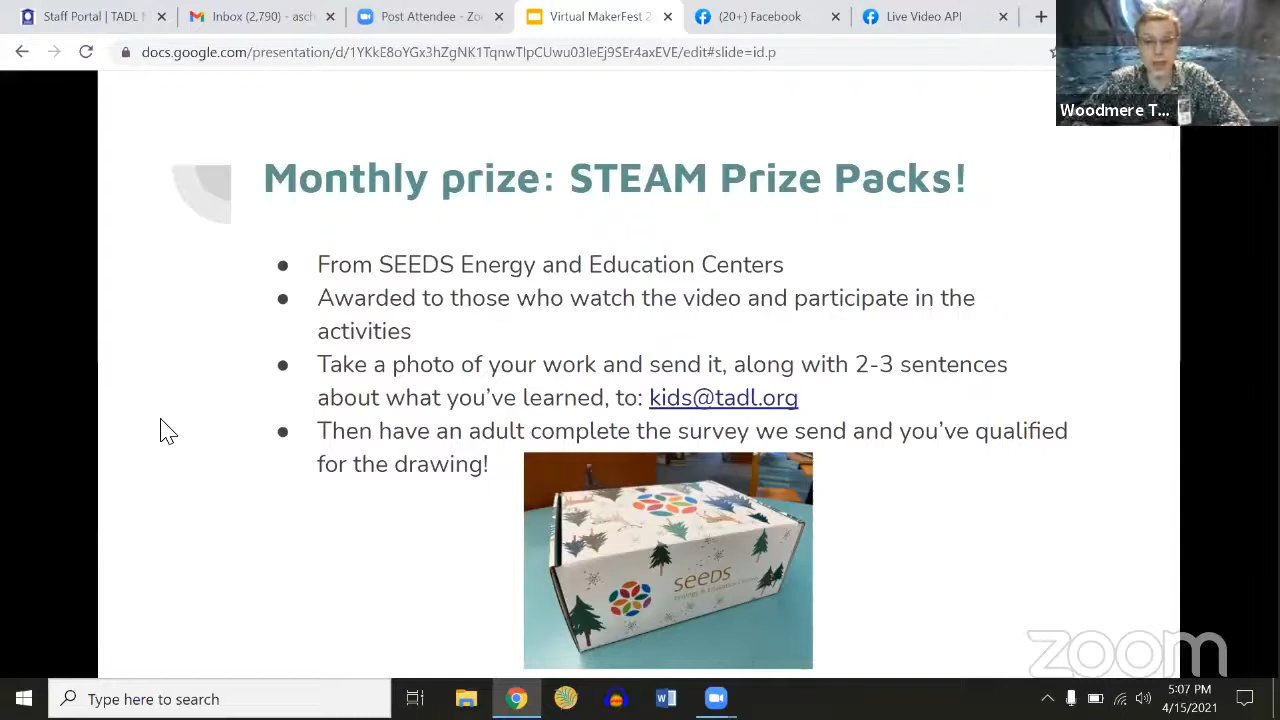 Staff Portal | TADL
Inbox (2,790) - asch
Post Attendee - Zo
Virtual MakerFest 2
(20+) Facebook
Live Video API
docs.google.com/presentation/d/1YKkE8oYGx3hZgNK1TqnwTlpCUwu03IeEj9SEr4axEVE/edit#slide=id.p
Woodmere T...
Monthly prize: STEAM Prize Packs!
● From SEEDS Energy and Education Centers
● Awarded to those who watch the video and participate in the
activities
● Take a photo of your work and send it, along with 2-3 sentences
about what you’ve learned, to: kids@tadl.org
● Then have an adult complete the survey we send and you’ve qualified
for the drawing!
seeds
Energy & Education Centers
zoom
Type here to search
5:07 PM
4/15/2021